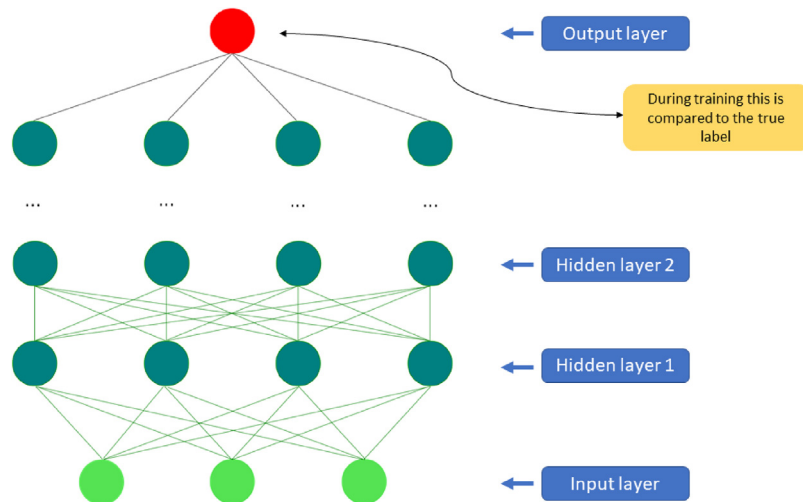 Output layer
During training this is
compared to the true
label
... ... ... ...
Hidden layer 2
Hidden layer 1
Input layer